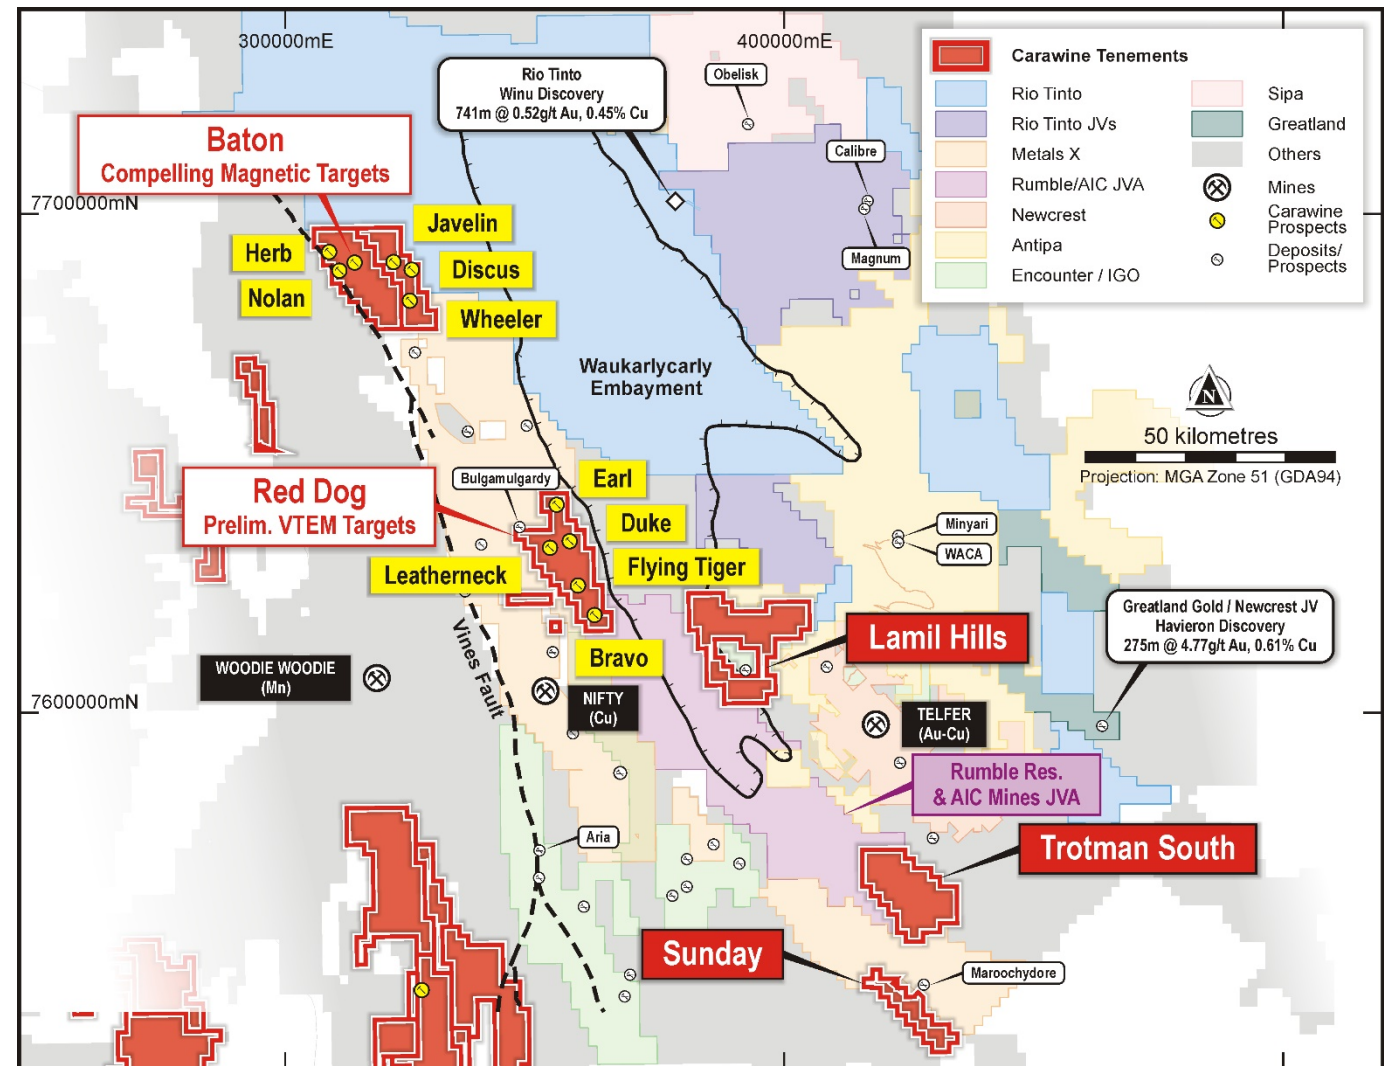 300000mE
400000mE
Rio Tinto
Winu Discovery
741m @ 0.52g/t Au, 0.45% Cu
Obelisk
Carawine Tenements
Rio Tinto
Rio Tinto JVs
Metals X
Rumble/AIC JVA
Newcrest
Antipa
Encounter / IGO
Sipa
Greatland
Others
Mines
Carawine
Prospects
Deposits/
Prospects
Baton
Compelling Magnetic Targets
Calibre
Magnum
7700000mN
Javelin
Herb
Discus
Nolan
Wheeler
Waukarlycarly
Embayment
N
50 kilometres
Projection: MGA Zone 51 (GDA94)
Red Dog
Prelim. VTEM Targets
Bulgamulgardy
Earl
Duke
Flying Tiger
Leatherneck
Bravo
Minyari
WACA
Greatland Gold / Newcrest JV
Havieron Discovery
275m @ 4.77g/t Au, 0.61% Cu
Lamil Hills
Vines Fault
WOODIE WOODIE
(Mn)
NIFTY
(Cu)
TELFER
(Au-Cu)
7600000mN
Rumble Res.
& AIC Mines JVA
Aria
Trotman South
Sunday
Maroochydore